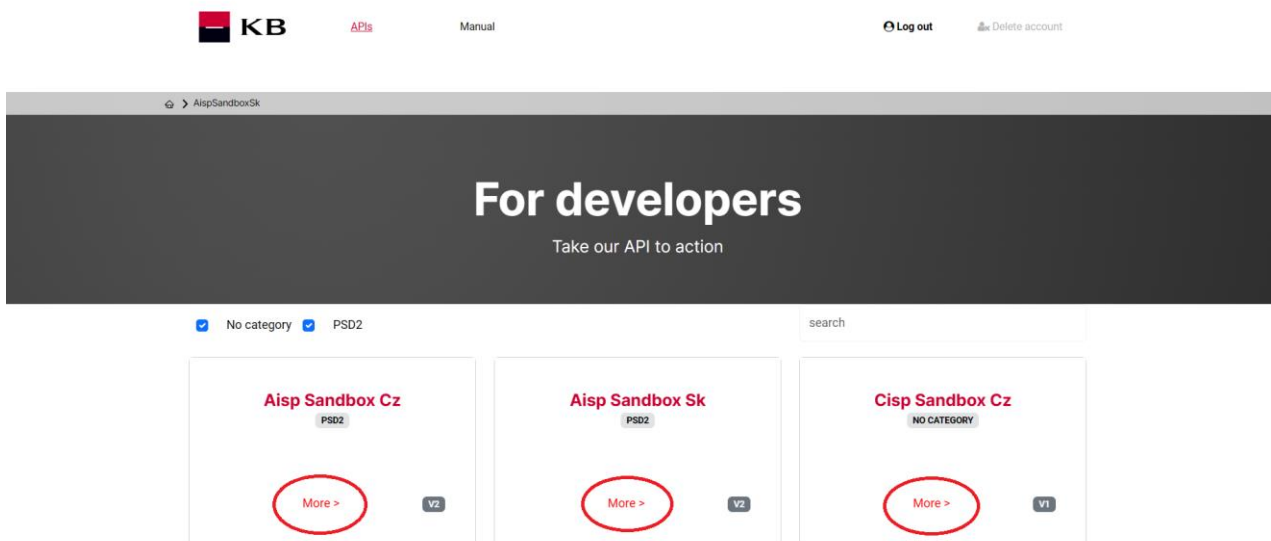 KB APIs Manual Log out Delete account
AispSandboxSk
For developers
Take our API to action
No category PSD2 search
Aisp Sandbox Cz Aisp Sandbox Sk Cisp Sandbox Cz
PSD2 PSD2 NO CATEGORY
More > V2 More > V2 More > V1